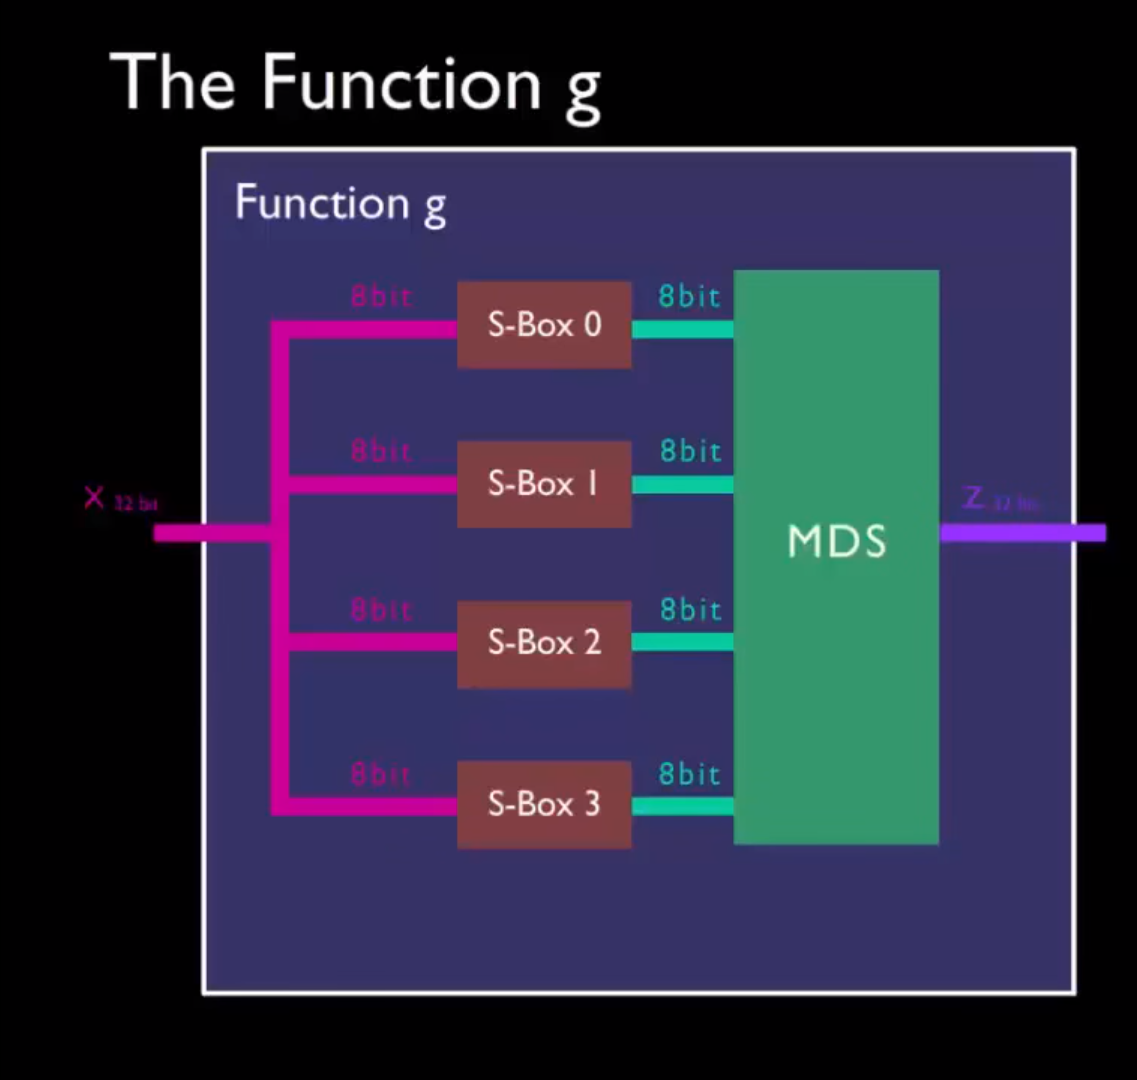 The Function g
Function g
8bit
S-Box 0
8bit
8bit
S-Box 1
8bit
X 32 bit
MDS
Z 32 bit
8bit
S-Box 2
8bit
8bit
S-Box 3
8bit